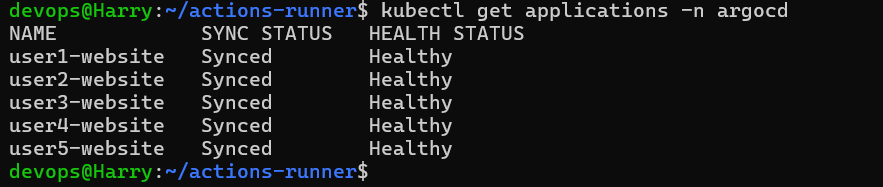 devops@Harry:~/actions-runner$ kubectl get applications -n argocd
NAME            SYNC STATUS   HEALTH STATUS
user1-website   Synced        Healthy
user2-website   Synced        Healthy
user3-website   Synced        Healthy
user4-website   Synced        Healthy
user5-website   Synced        Healthy
devops@Harry:~/actions-runner$